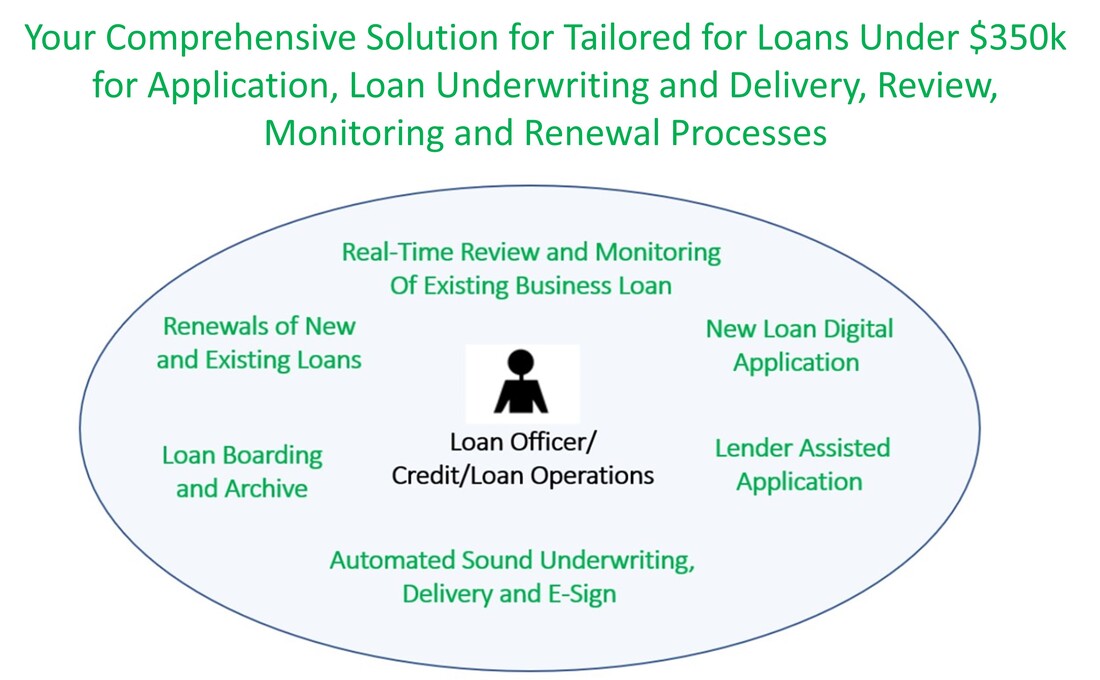 Your Comprehensive Solution for Tailored for Loans Under $350k
for Application, Loan Underwriting and Delivery, Review,
Monitoring and Renewal Processes
Real-Time Review and Monitoring
Of Existing Business Loan
Renewals of New
and Existing Loans
New Loan Digital
Application
Loan Officer/
Credit/Loan Operations
Loan Boarding
and Archive
Lender Assisted
Application
Automated Sound Underwriting,
Delivery and E-Sign